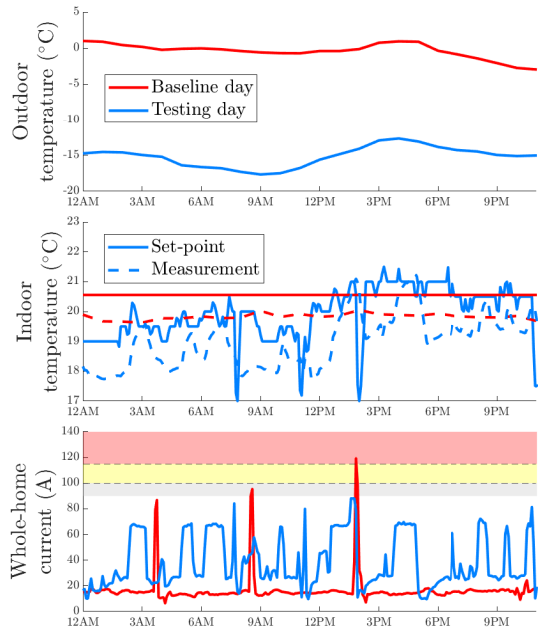 Outdoor
temperature (°C)
5
0
-5
-10
-15
-20
Baseline day
Testing day
12AM 3AM 6AM 9AM 12PM 3PM 6PM 9PM
Indoor
temperature (°C)
23
22
21
20
19
18
17
Set-point
Measurement
12AM 3AM 6AM 9AM 12PM 3PM 6PM 9PM
Whole-home
current (A)
140
120
100
80
60
40
20
0
12AM 3AM 6AM 9AM 12PM 3PM 6PM 9PM